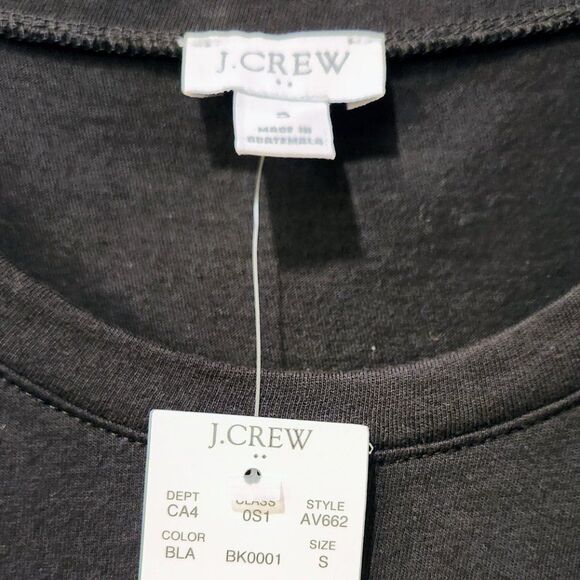 J.CREW
S
MADE IN
GUATEMALA
J.CREW
DEPT CLASS STYLE
CA4 0S1 AV662
COLOR SIZE
BLA BK0001 S